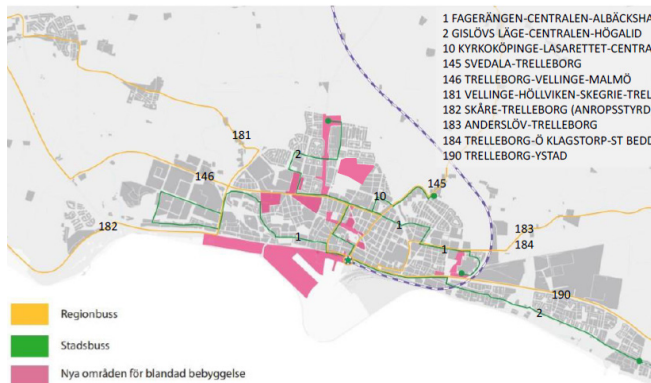 1 FAGERÄNGEN-CENTRALEN-ALBÄCKSHA
2 GISLÖVS LÄGE-CENTRALEN-HÖGALID
10 KYRKOKÖPINGE-LASARETTET-CENTRA
145 SVEDALA-TRELLEBORG
146 TRELLEBORG-VELLINGE-MALMÖ
181 VELLINGE-HÖLLVIKEN-SKEGRIE-TREL
182 SKÅRE-TRELLEBORG (ANROPSSTYRD
183 ANDERSLÖV-TRELLEBORG
184 TRELLEBORG-Ö KLAGSTORP-ST BEDD
190 TRELLEBORG-YSTAD
181
2
146
10
145
182
1
1
1
183
184
190
2
Regionbuss
Stadsbuss
Nya områden för blandad bebyggelse